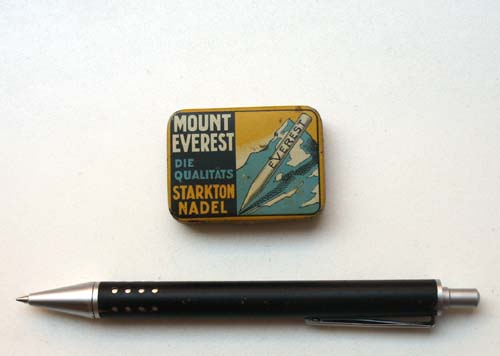 MOUNT
EVEREST
DIE
QUALITÄTS
STARKTON
NADEL
EVEREST